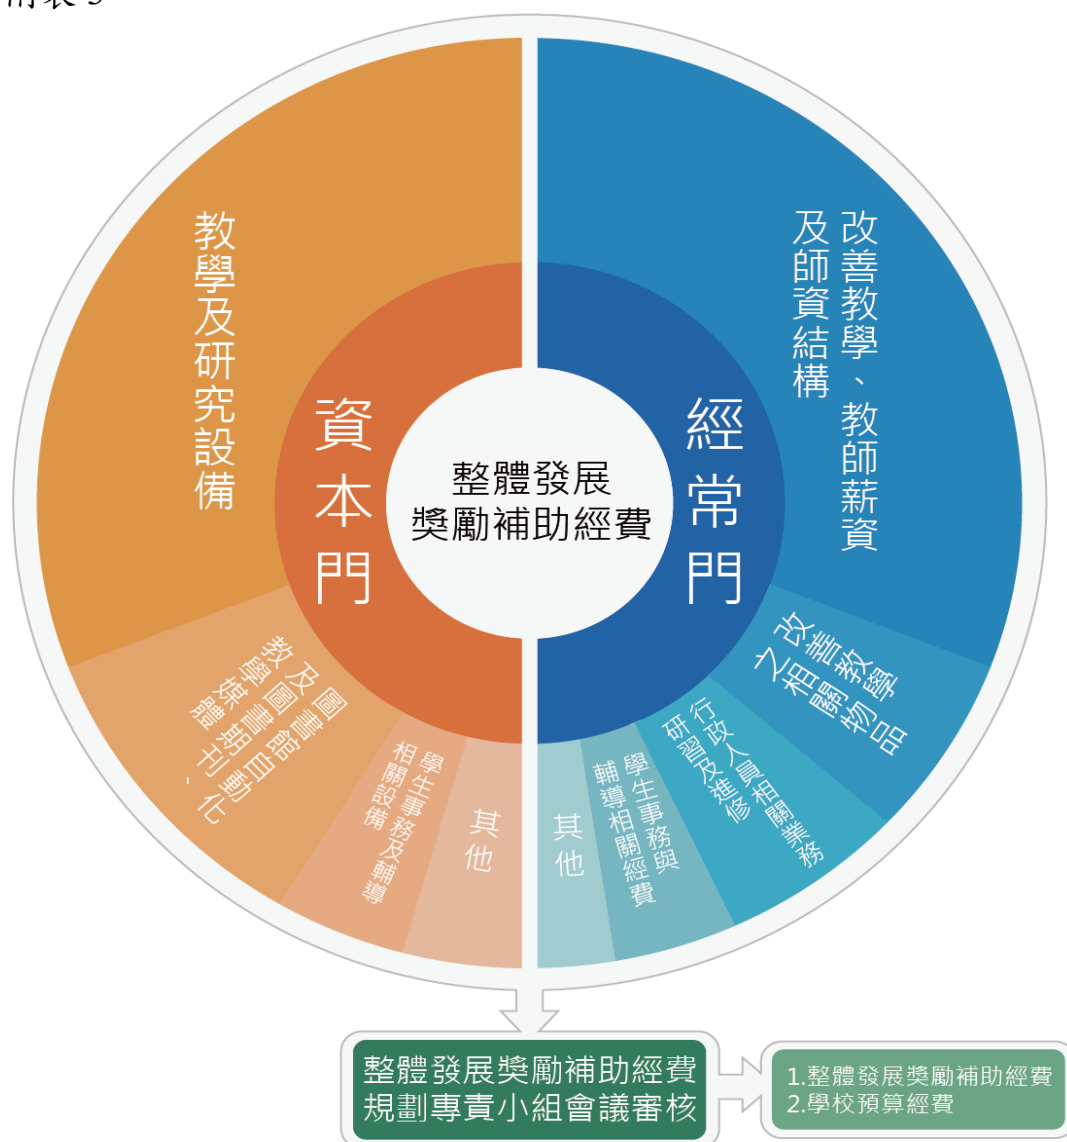 附表 3
整體發展
獎勵補助經費
資本門
經常門
教學及研究設備
圖書館自動化
及圖書期刊、
教學媒體
學生事務及輔導
相關設備
其他
改善教學、教師薪資
及師資結構
改善教學
之相關物品
行政人員相關業務
研習及進修
學生事務與
輔導相關經費
其他
整體發展獎勵補助經費
規劃專責小組會議審核
1.整體發展獎勵補助經費
2.學校預算經費